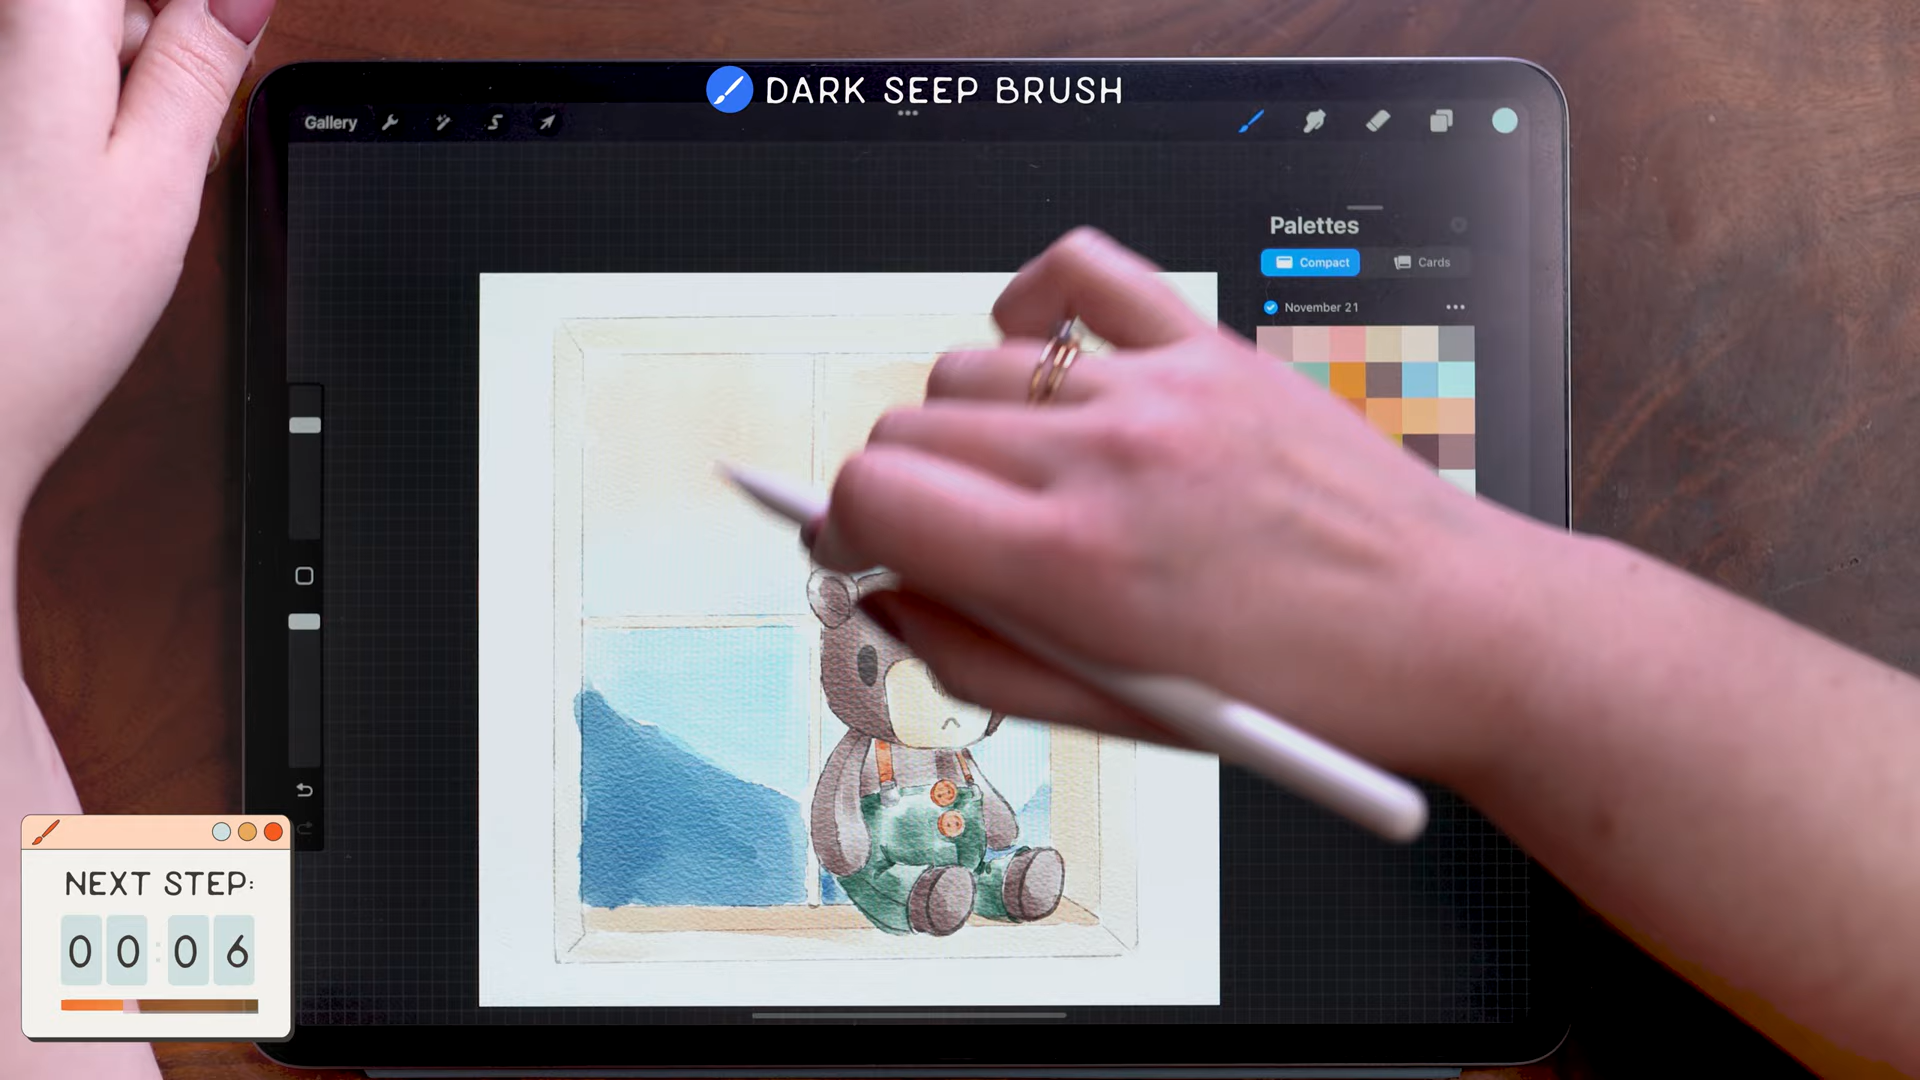 DARK SEEP BRUSH
Gallery
Palettes
Compact
Cards
November 21
NEXT STEP:
00:06